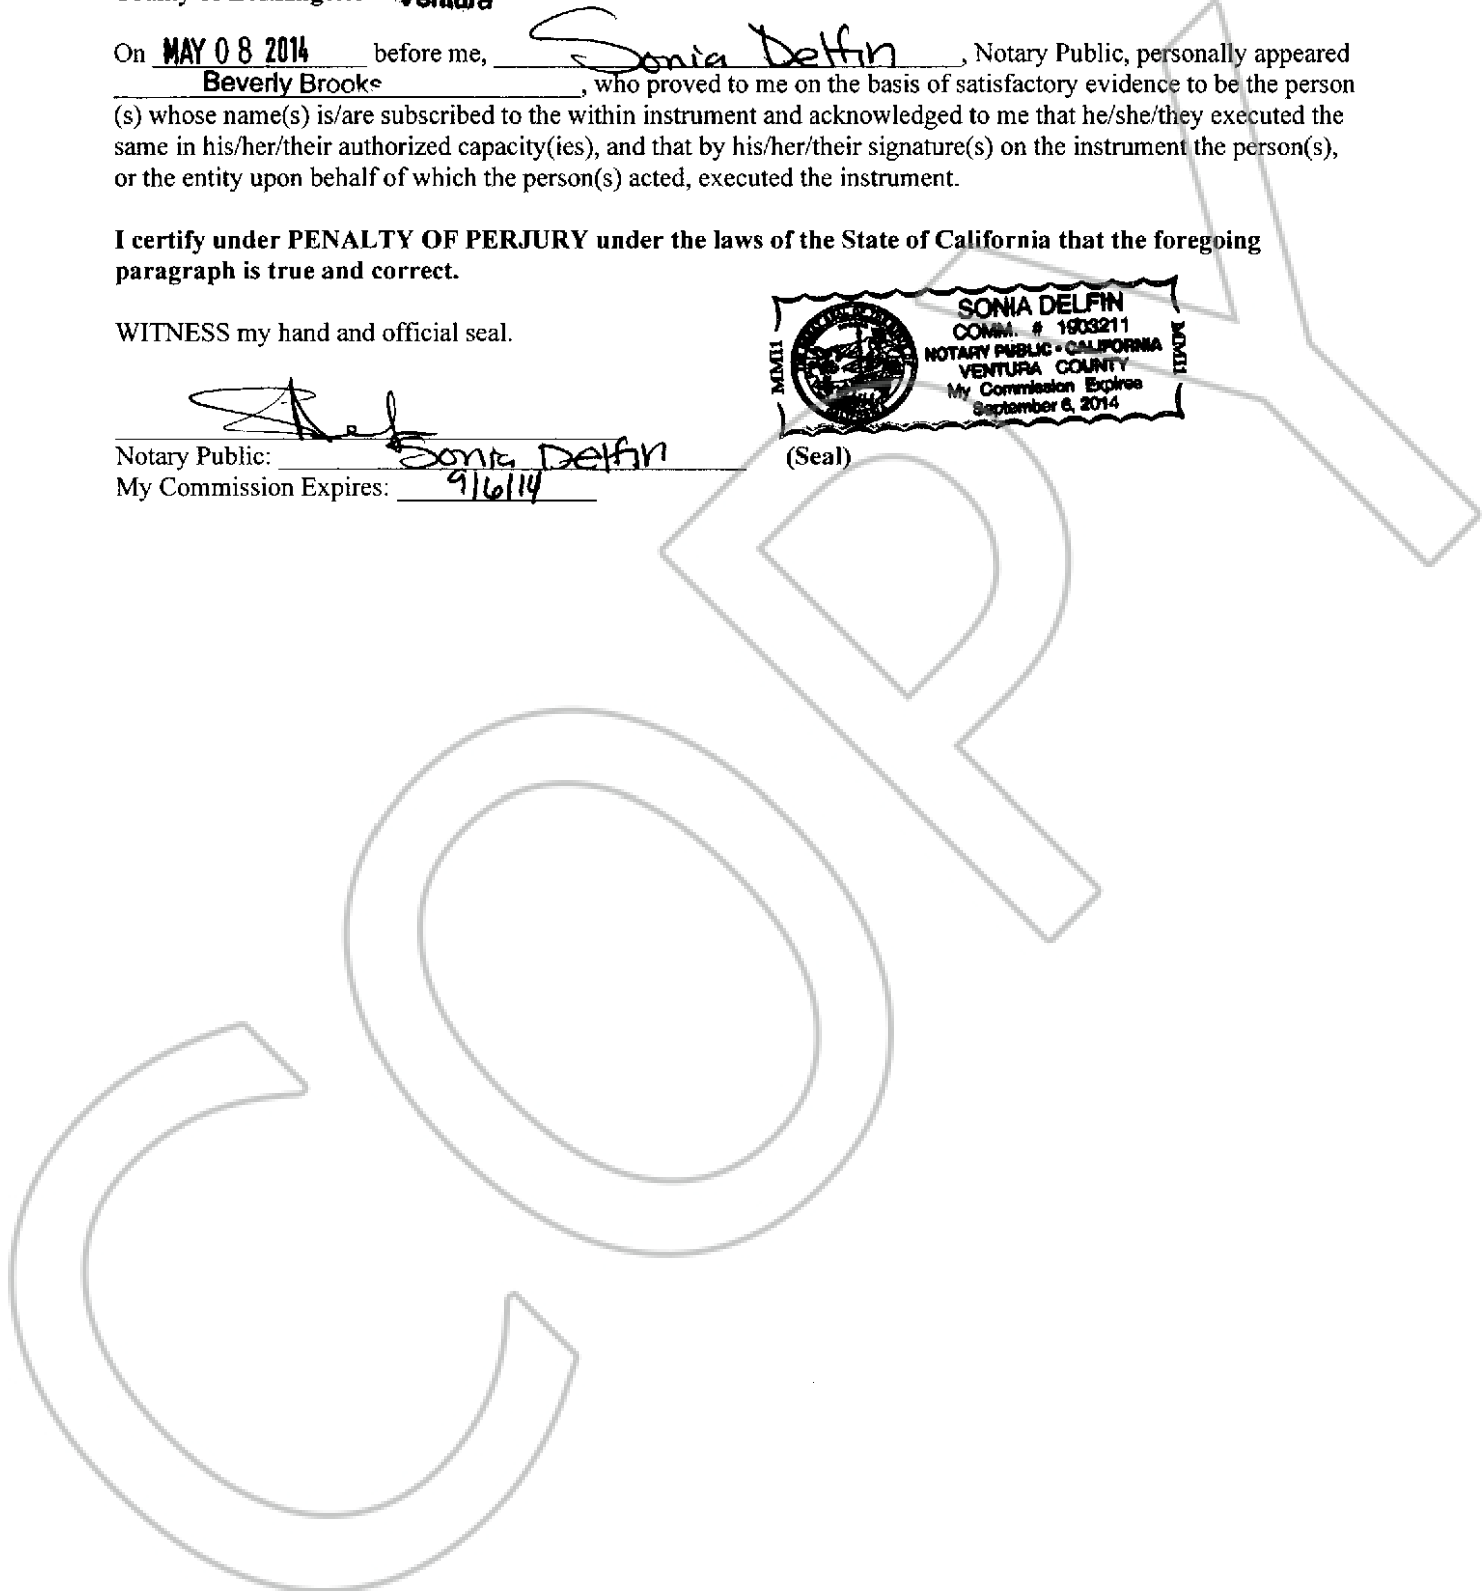 Ventura
On MAY 08 2014 before me, Sonia Delfin, Notary Public, personally appeared
Beverly Brooks, who proved to me on the basis of satisfactory evidence to be the person
(s) whose name(s) is/are subscribed to the within instrument and acknowledged to me that he/she/they executed the
same in his/her/their authorized capacity(ies), and that by his/her/their signature(s) on the instrument the person(s),
or the entity upon behalf of which the person(s) acted, executed the instrument.
I certify under PENALTY OF PERJURY under the laws of the State of California that the foregoing
paragraph is true and correct.
WITNESS my hand and official seal.
MMI1
SONIA DELFIN
COMM. # 1903211
NOTARY PUBLIC • CALIFORNIA
VENTURA COUNTY
My Commission Expires
September 6, 2014
MMI1
Notary Public: Sonia Delfin
(Seal)
My Commission Expires: 9/6/14
COPY